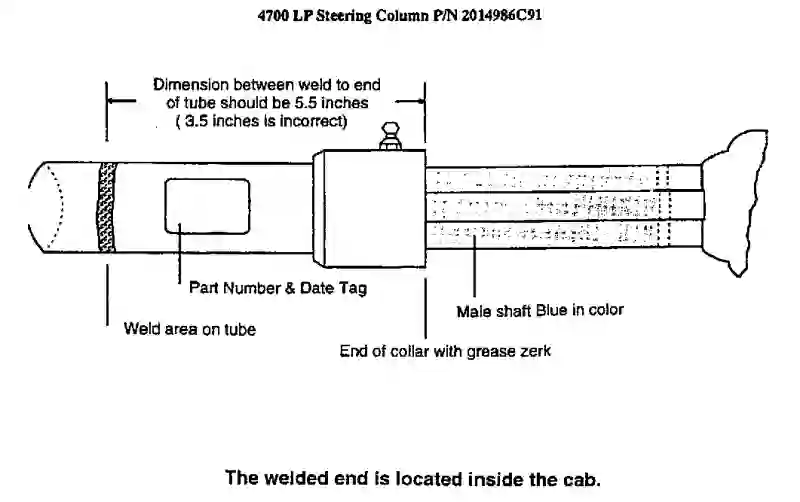 4700 LP Steering Column P/N 2014986C91
Dimension between weld to end
of tube should be 5.5 inches
( 3.5 inches is incorrect)
Part Number & Date Tag
Male shaft Blue in color
Weld area on tube
End of collar with grease zerk
The welded end is located inside the cab.